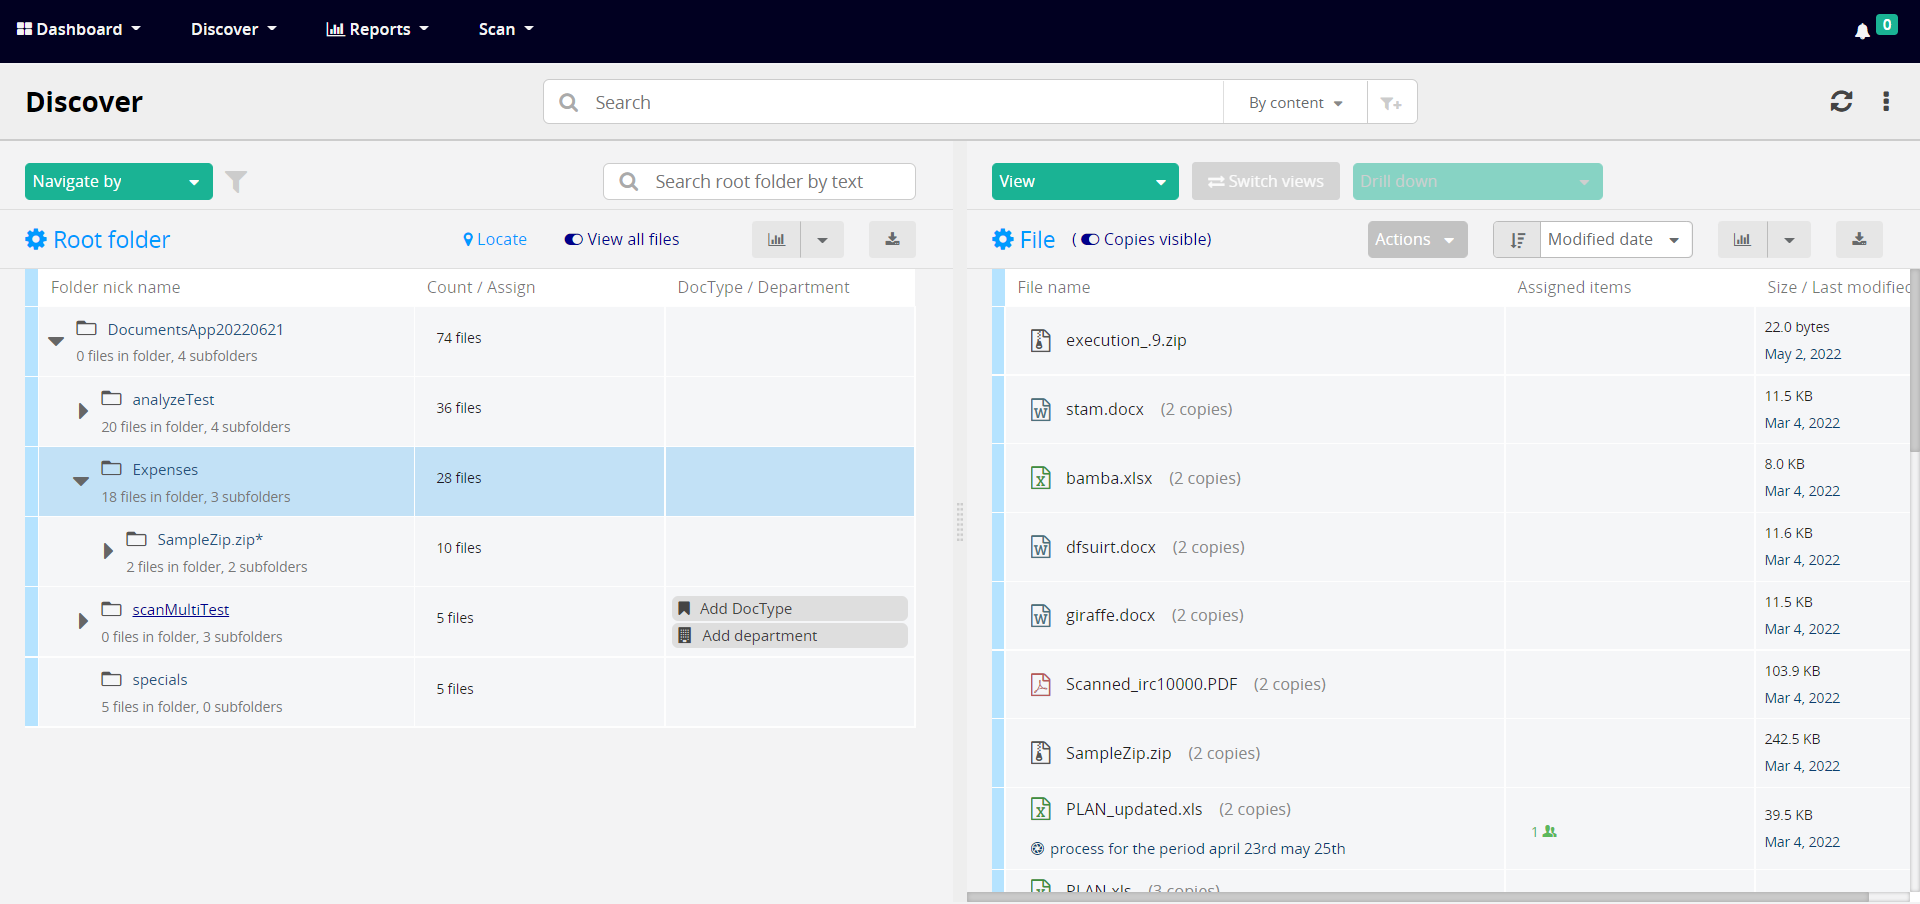 Dashboard Discover Reports Scan 0
Discover Search By content
Navigate by Search root folder by text View Switch views Drill down
Root folder Locate View all files File ( Copies visible) Actions Modified date
Folder nick name Count / Assign DocType / Department
DocumentsApp20220621
0 files in folder, 4 subfolders
74 files
analyzeTest
20 files in folder, 4 subfolders
36 files
Expenses
18 files in folder, 3 subfolders
28 files
SampleZip.zip*
2 files in folder, 2 subfolders
10 files
scanMultiTest
0 files in folder, 3 subfolders
5 files
Add DocType
Add department
specials
5 files in folder, 0 subfolders
5 files
File name Assigned items Size / Last modified
execution_.9.zip
22.0 bytes
May 2, 2022
stam.docx (2 copies)
11.5 KB
Mar 4, 2022
bamba.xlsx (2 copies)
8.0 KB
Mar 4, 2022
dfsuirt.docx (2 copies)
11.6 KB
Mar 4, 2022
giraffe.docx (2 copies)
11.5 KB
Mar 4, 2022
Scanned_irc10000.PDF (2 copies)
103.9 KB
Mar 4, 2022
SampleZip.zip (2 copies)
242.5 KB
Mar 4, 2022
PLAN_updated.xls (2 copies)
process for the period april 23rd may 25th
1
39.5 KB
Mar 4, 2022
PLAN.xls (3 copies)